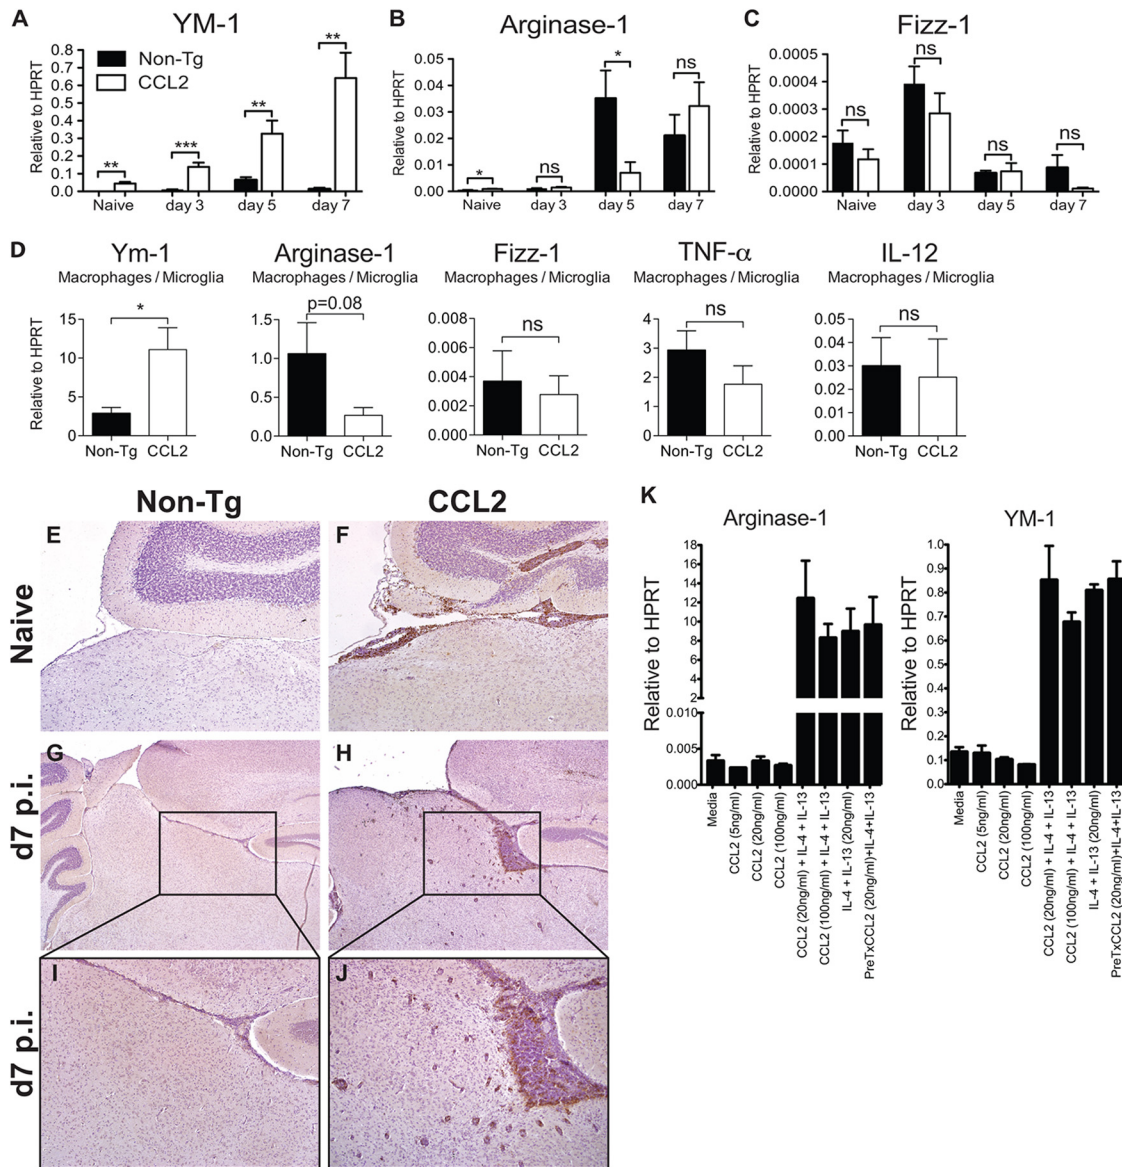 A
YM-1
Relative to HPRT
0.8
0.7
0.6
0.5
0.4
0.3
0.2
0.1
0.0
Non-Tg
CCL2
**
***
**
**
Naive
day 3
day 5
day 7
B
Arginase-1
Relative to HPRT
0.05
0.04
0.03
0.02
0.01
0.00
*
ns
*
ns
Naive
day 3
day 5
day 7
C
Fizz-1
Relative to HPRT
0.0005
0.0004
0.0003
0.0002
0.0001
0.0000
ns
ns
ns
ns
Naive
day 3
day 5
day 7
D
Ym-1
Macrophages / Microglia
Relative to HPRT
15
10
5
0
*
Non-Tg CCL2
Arginase-1
Macrophages / Microglia
p=0.08
1.5
1.0
0.5
0.0
Non-Tg CCL2
Fizz-1
Macrophages / Microglia
0.008
0.006
0.004
0.002
0.000
ns
Non-Tg CCL2
TNF-α
Macrophages / Microglia
4
3
2
1
0
ns
Non-Tg CCL2
IL-12
Macrophages / Microglia
0.05
0.04
0.03
0.02
0.01
0.00
ns
Non-Tg CCL2
Non-Tg
CCL2
Naive
E
F
d7 p.i.
G
H
d7 p.i.
I
J
K
Arginase-1
Relative to HPRT
18
16
14
12
10
8
6
4
2
0.010
0.005
0.000
Media
CCL2 (5ng/ml)
CCL2 (20ng/ml)
CCL2 (100ng/ml)
CCL2 (20ng/ml) + IL-4 + IL-13
CCL2 (100ng/ml) + IL-4 + IL-13
IL-4 + IL-13 (20ng/ml)
PreTxCCL2 (20ng/ml)+IL-4+IL-13
YM-1
Relative to HPRT
1.0
0.9
0.8
0.7
0.6
0.5
0.4
0.3
0.2
0.1
0.0
Media
CCL2 (5ng/ml)
CCL2 (20ng/ml)
CCL2 (100ng/ml)
CCL2 (20ng/ml) + IL-4 + IL-13
CCL2 (100ng/ml) + IL-4 + IL-13
IL-4 + IL-13 (20ng/ml)
PreTxCCL2 (20ng/ml)+IL-4+IL-13